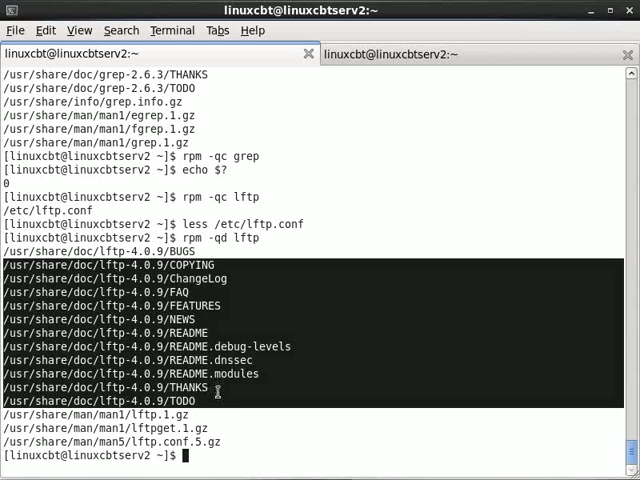 linuxcbt@linuxcbtserv2:~
File Edit View Search Terminal Tabs Help
linuxcbt@linuxcbtserv2:~ linuxcbt@linuxcbtserv2:~
/usr/share/doc/grep-2.6.3/THANKS
/usr/share/doc/grep-2.6.3/TODO
/usr/share/info/grep.info.gz
/usr/share/man/man1/egrep.1.gz
/usr/share/man/man1/fgrep.1.gz
/usr/share/man/man1/grep.1.gz
[linuxcbt@linuxcbtserv2 ~]$ rpm -qc grep
[linuxcbt@linuxcbtserv2 ~]$ echo $?
0
[linuxcbt@linuxcbtserv2 ~]$ rpm -qc lftp
/etc/lftp.conf
[linuxcbt@linuxcbtserv2 ~]$ less /etc/lftp.conf
[linuxcbt@linuxcbtserv2 ~]$ rpm -qd lftp
/usr/share/doc/lftp-4.0.9/BUGS
/usr/share/doc/lftp-4.0.9/COPYING
/usr/share/doc/lftp-4.0.9/ChangeLog
/usr/share/doc/lftp-4.0.9/FAQ
/usr/share/doc/lftp-4.0.9/FEATURES
/usr/share/doc/lftp-4.0.9/NEWS
/usr/share/doc/lftp-4.0.9/README
/usr/share/doc/lftp-4.0.9/README.debug-levels
/usr/share/doc/lftp-4.0.9/README.dnssec
/usr/share/doc/lftp-4.0.9/README.modules
/usr/share/doc/lftp-4.0.9/THANKS
/usr/share/doc/lftp-4.0.9/TODO
/usr/share/man/man1/lftp.1.gz
/usr/share/man/man1/lftpget.1.gz
/usr/share/man/man5/lftp.conf.5.gz
[linuxcbt@linuxcbtserv2 ~]$